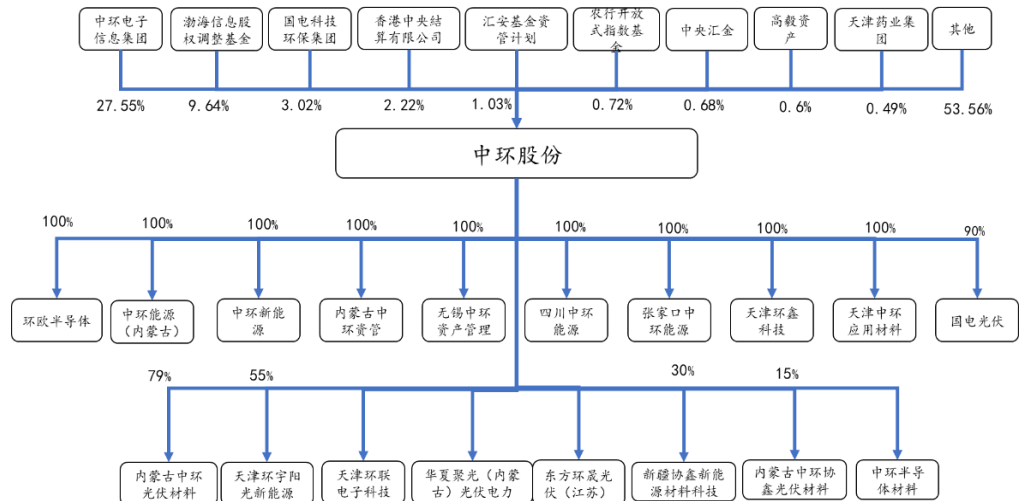 中环电子
信息集团
渤海信息股
权调整基金
国电科技
环保集团
香港中央结
算有限公司
汇安基金资
管计划
农行开放
式指数基
金
中央汇金
高毅资
产
天津药业集
团
其他
27.55%
9.64%
3.02%
2.22%
1.03%
0.72%
0.68%
0.6%
0.49%
53.56%
中环股份
100%
100%
100%
100%
100%
100%
100%
100%
100%
90%
环欧半导体
中环能源
（内蒙古）
中环新能
源
内蒙古中
环资管
无锡中环
资产管理
四川中环
能源
张家口中
环能源
天津环鑫
科技
天津中环
应用材料
国电光伏
79%
55%
30%
15%
内蒙古中环
光伏材料
天津环宇阳
光新能源
天津环联
电子科技
华夏聚光（内蒙
古）光伏电力
东方环晟光
伏（江苏）
新疆协鑫新能
源材料科技
内蒙古中环协
鑫光伏材料
中环半导
体材料